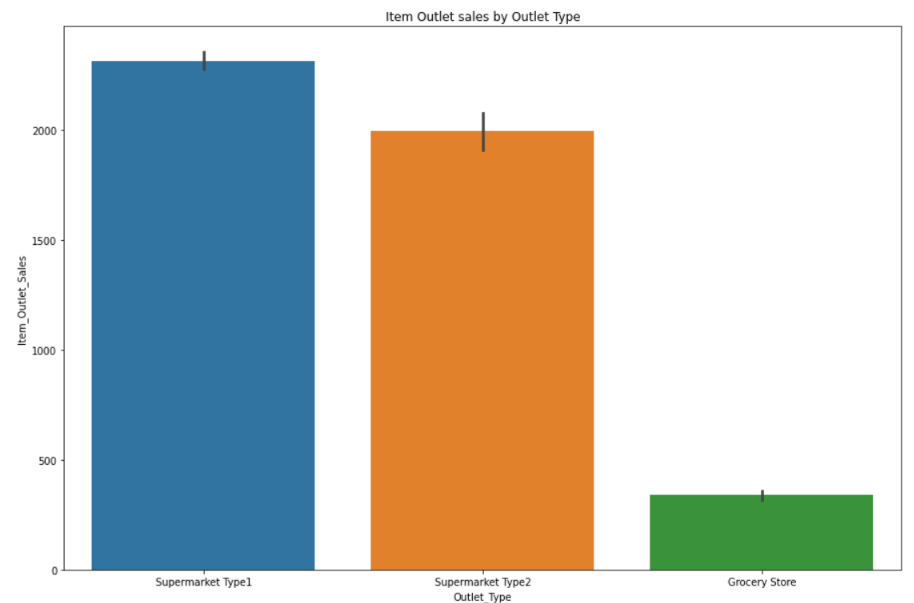 Item Outlet sales by Outlet Type
Item_Outlet_Sales
2000
1500
1000
500
0
Supermarket Type1
Supermarket Type2
Grocery Store
Outlet_Type